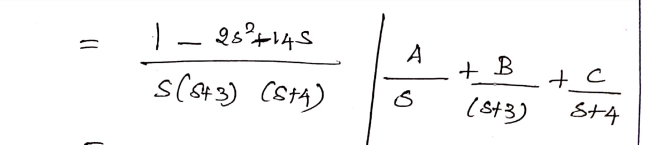 = (1 - 2s²+14s) / (s(s+3) (s+4)) | A/s + B/(s+3) + C/(s+4)